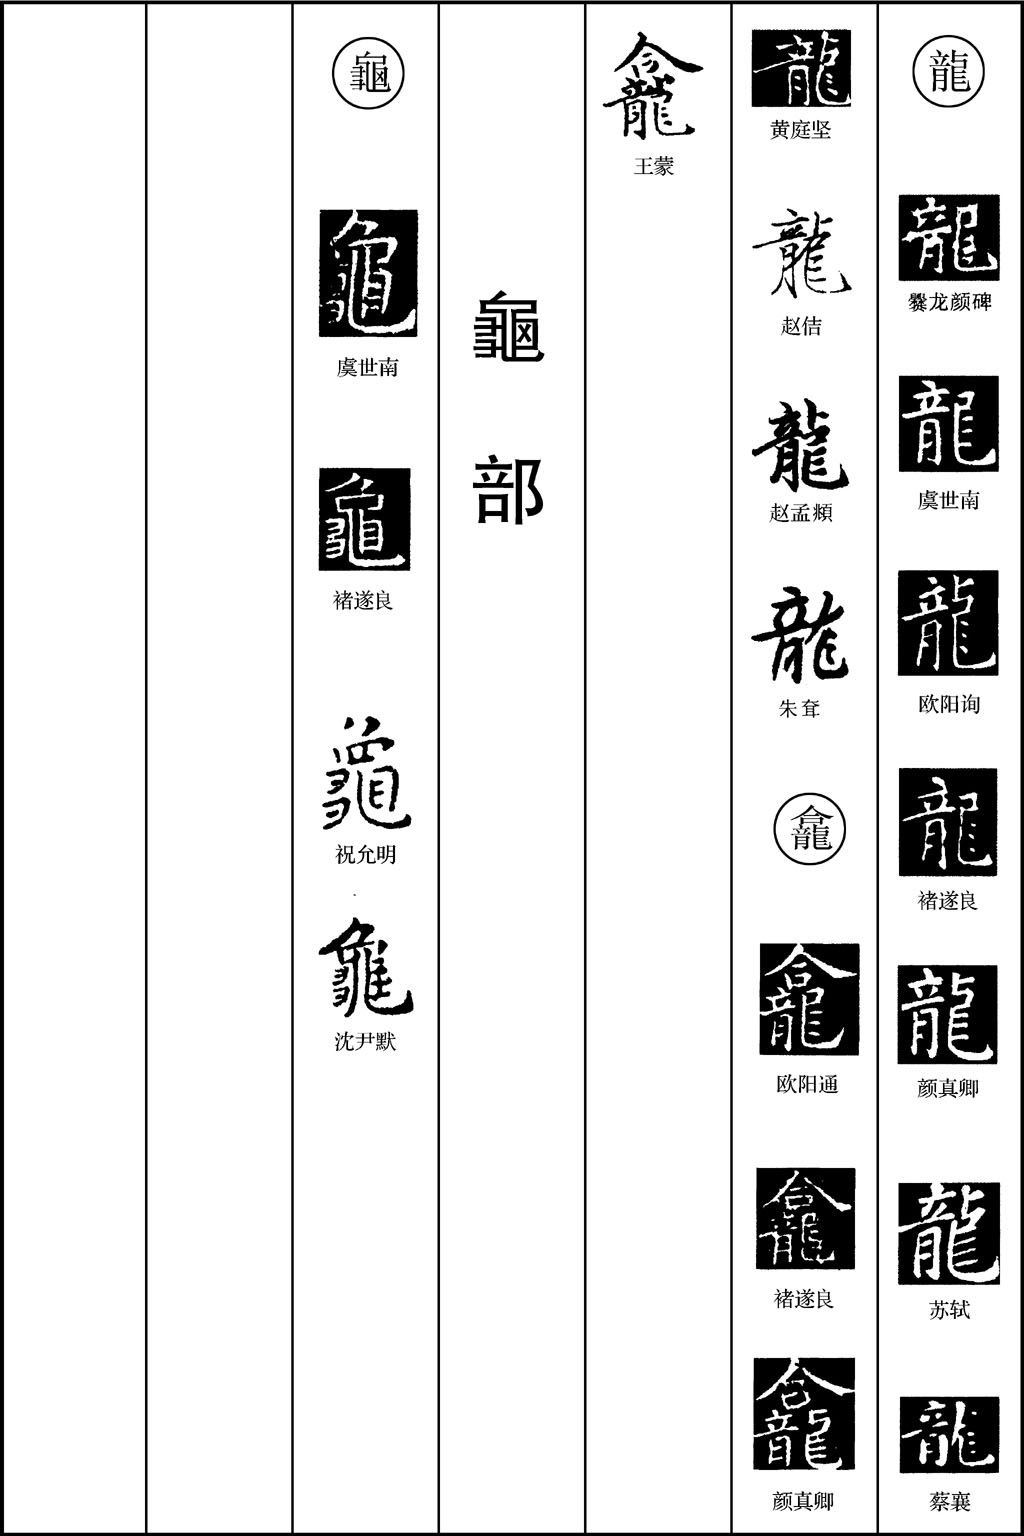 龍
龍
爨龙颜碑
龍
虞世南
龍
欧阳询
龍
褚遂良
龍
颜真卿
龍
苏轼
龍
蔡襄
龍
黄庭坚
龍
赵佶
龍
赵孟頫
龍
朱耷
龕
龕
欧阳通
龕
褚遂良
龕
颜真卿
龕
王蒙
龜部
龜
龜
虞世南
龜
褚遂良
龜
祝允明
龜
沈尹默